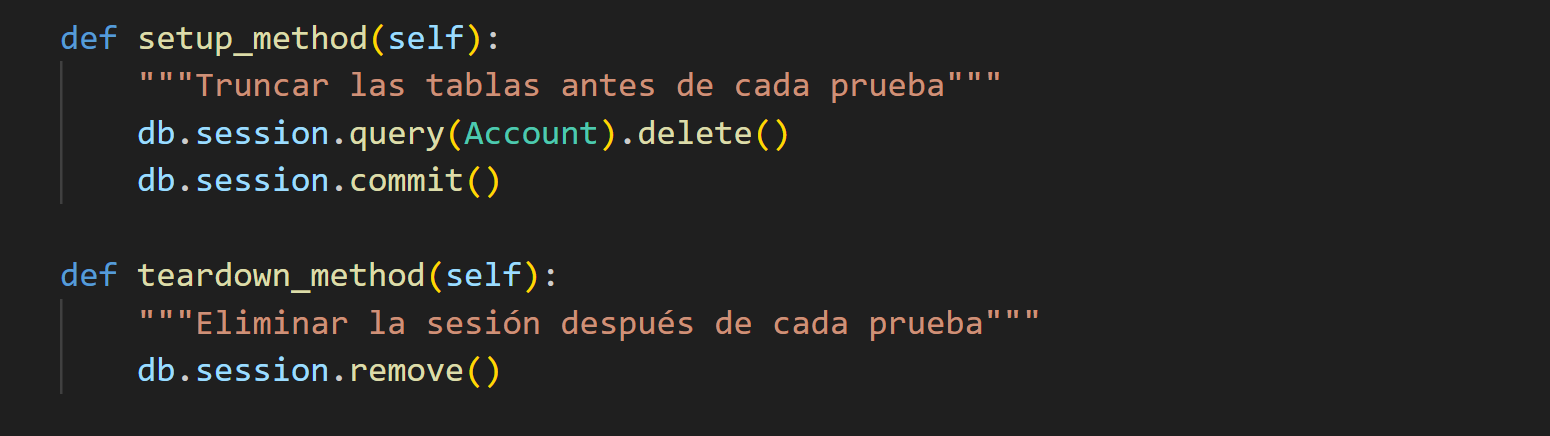 def setup_method(self):
    """Truncar las tablas antes de cada prueba"""
    db.session.query(Account).delete()
    db.session.commit()

def teardown_method(self):
    """Eliminar la sesión después de cada prueba"""
    db.session.remove()